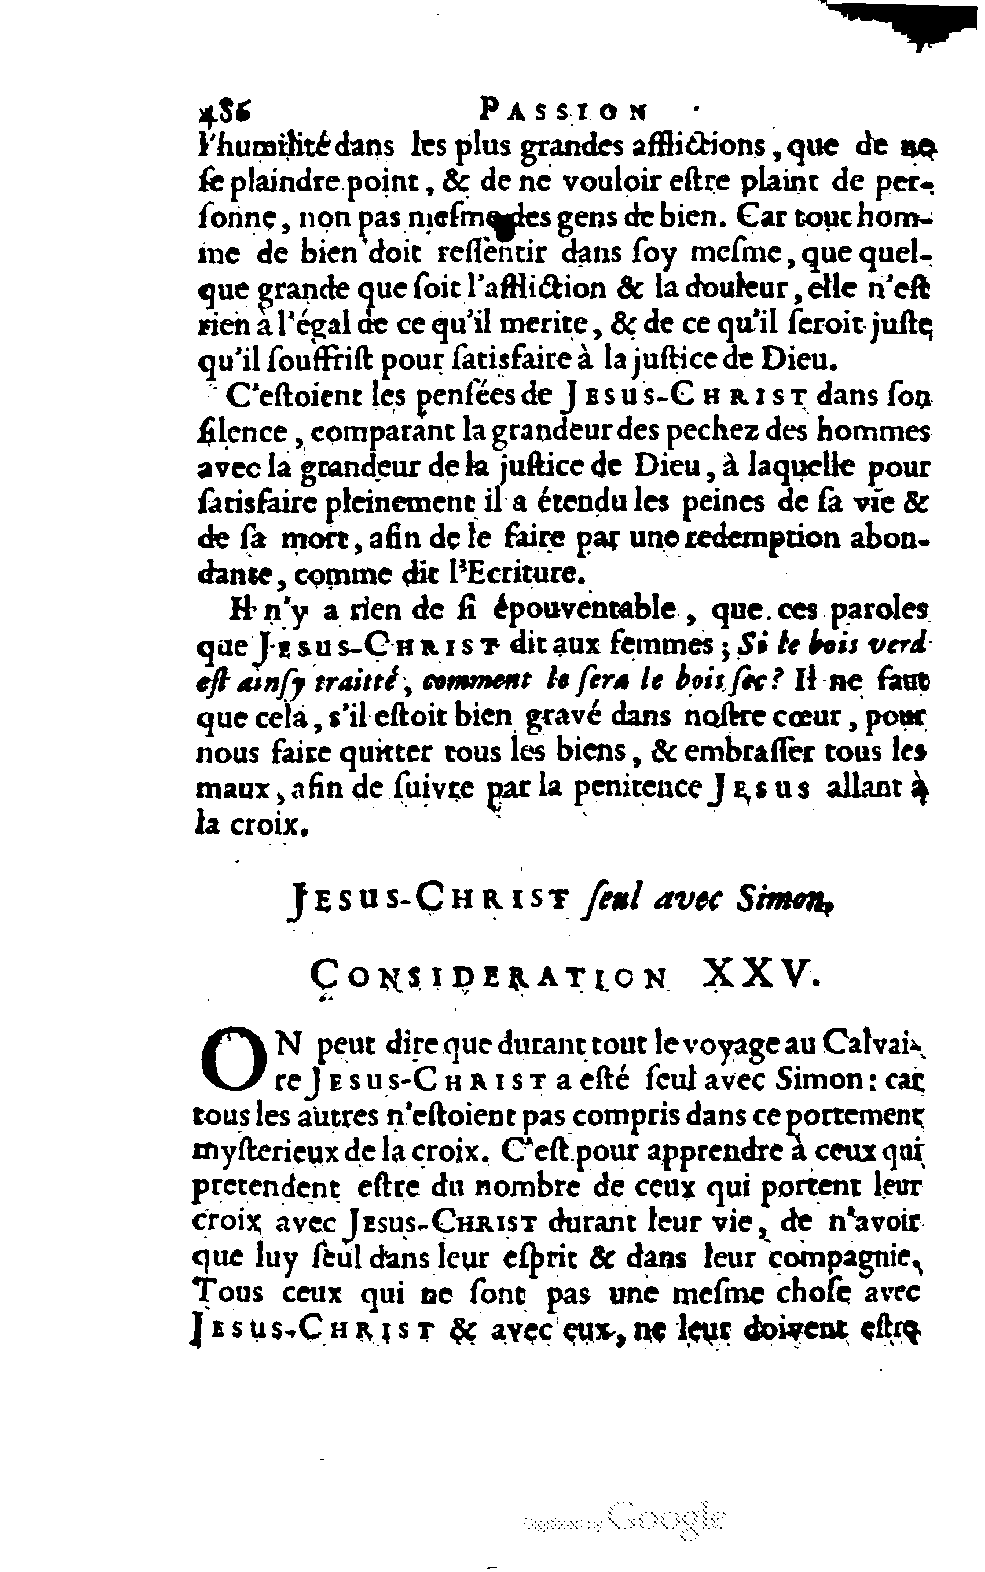 486 PASSION
l'humilité dans les plus grandes afflictions, que de ne
ſe plaindre point, & de ne vouloir eſtre plaint de per-
ſonne, non pas meſme des gens de bien. Car tout hom-
me de bien doit reſſentir dans ſoy meſme, que quel-
que grande que ſoit l'affliction & la douleur, elle n'eſt
rien à l'égal de ce qu'il merite, & de ce qu'il ſeroit juſte
qu'il ſouffriſt pour ſatisfaire à la juſtice de Dieu.
C'eſtoient les penſées de JESUS-CHRIST dans ſon
ſilence, comparant la grandeur des pechez des hommes
avec la grandeur de la juſtice de Dieu, à laquelle pour
ſatisfaire pleinement il a étendu les peines de ſa vie &
de ſa mort, afin de le faire par une redemption abon-
dante, comme dit l'Ecriture.
Il n'y a rien de ſi épouventable, que ces paroles
que JESUS-CHRIST dit aux femmes; Si le bois verd
eſt ainſy traitté, comment le ſera le bois ſec? Il ne faut
que cela, s'il eſtoit bien gravé dans noſtre cœur, pour
nous faire quitter tous les biens, & embraſſer tous les
maux, afin de ſuivre par la penitence JESUS allant à
la croix.
JESUS-CHRIST ſeul avec Simon.
CONSIDERATION XXV.
ON peut dire que durant tout le voyage au Calvai-
re JESUS-CHRIST a eſté ſeul avec Simon: car
tous les autres n'eſtoient pas compris dans ce portement
myſterieux de la croix. C'eſt pour apprendre à ceux qui
pretendent eſtre du nombre de ceux qui portent leur
croix avec JESUS-CHRIST durant leur vie, de n'avoir
que luy ſeul dans leur eſprit & dans leur compagnie.
Tous ceux qui ne ſont pas une meſme choſe avec
JESUS-CHRIST & avec eux, ne leur doivent eſtre
Digitized by Google